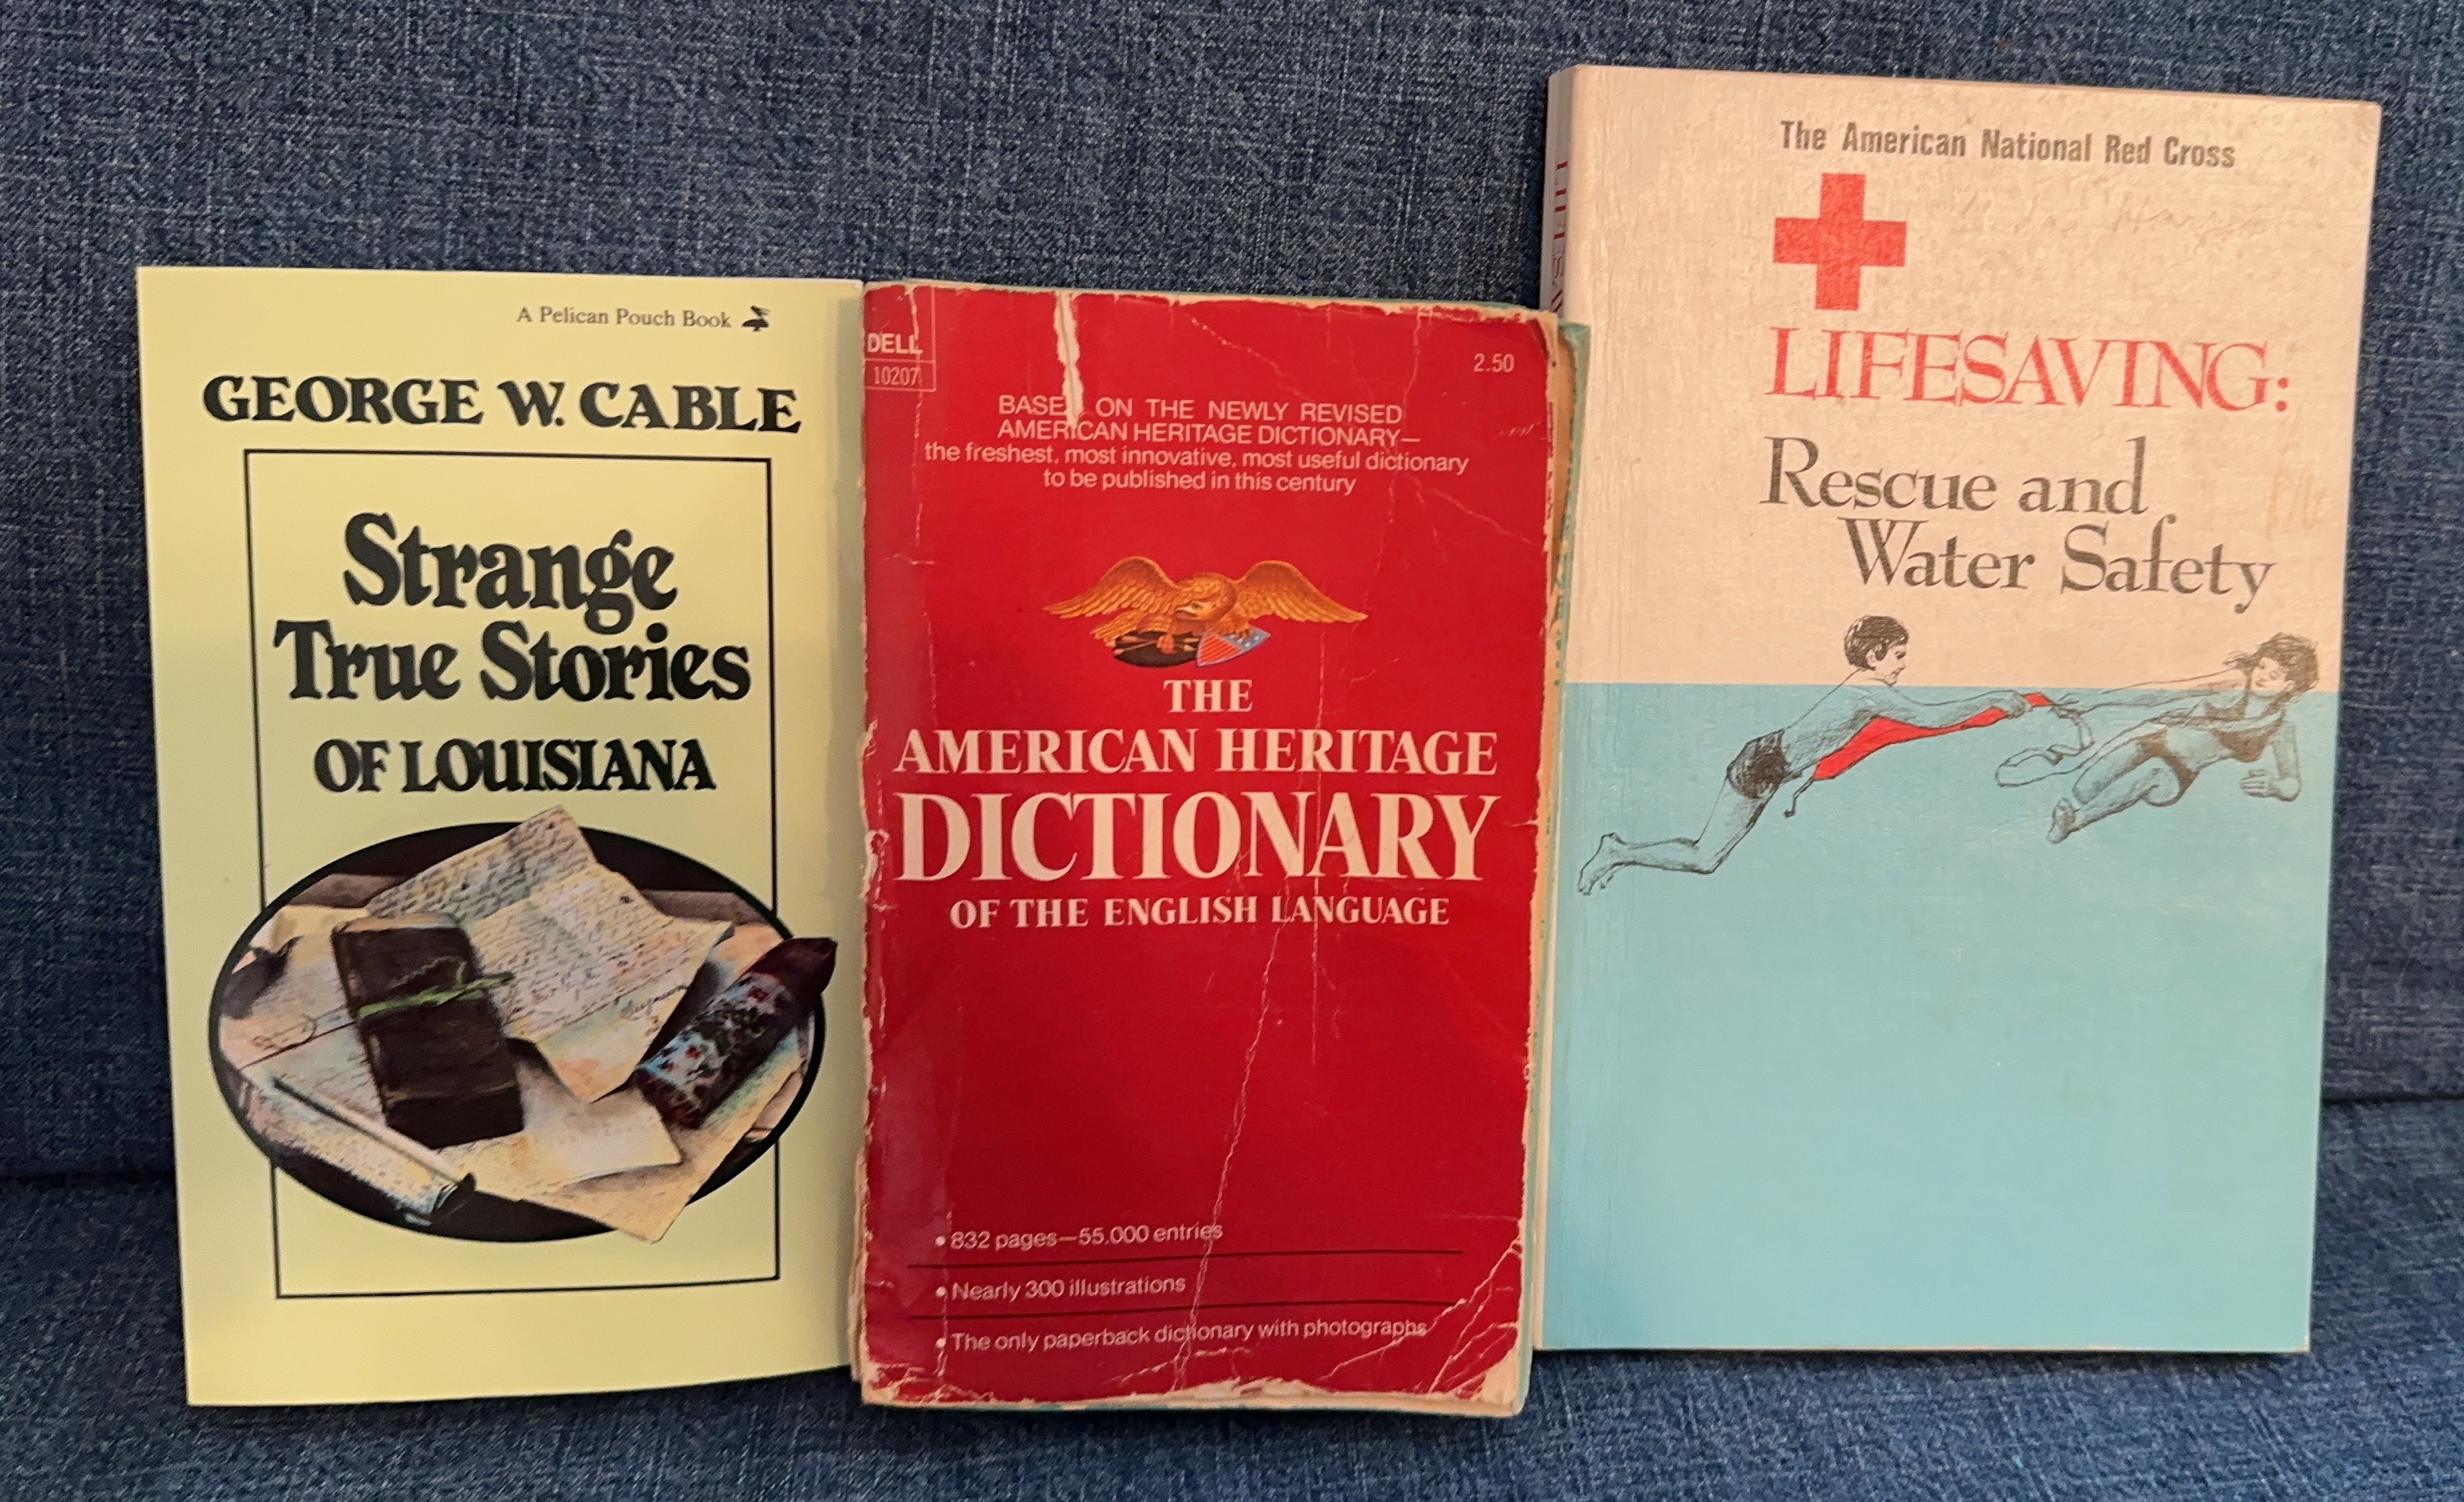 A Pelican Pouch Book
GEORGE W. CABLE
Strange
True Stories
OF LOUISIANA
DELL
10207
2.50
BASE ON THE NEWLY REVISED
AMERICAN HERITAGE DICTIONARY—
the freshest, most innovative, most useful dictionary
to be published in this century
THE
AMERICAN HERITAGE
DICTIONARY
OF THE ENGLISH LANGUAGE
• 832 pages—55,000 entries
• Nearly 300 illustrations
• The only paperback dictionary with photographs
The American National Red Cross
LIFESAVING:
Rescue and
Water Safety